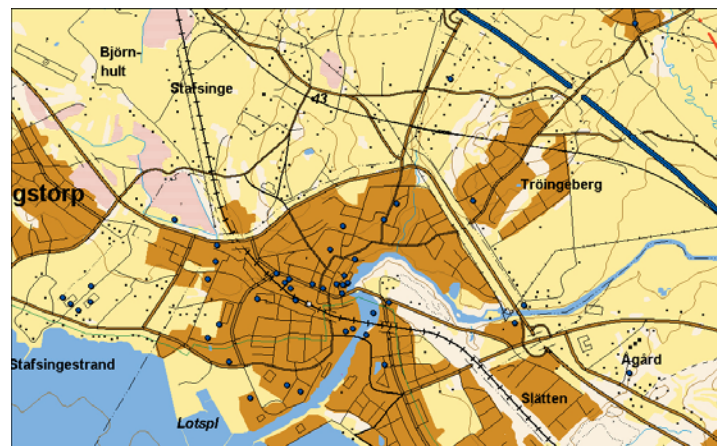 Björn-
hult
Stafsinge
43
gstorp
Tröingeberg
Stafsingestrand
Ågård
Slätten
Lotspl